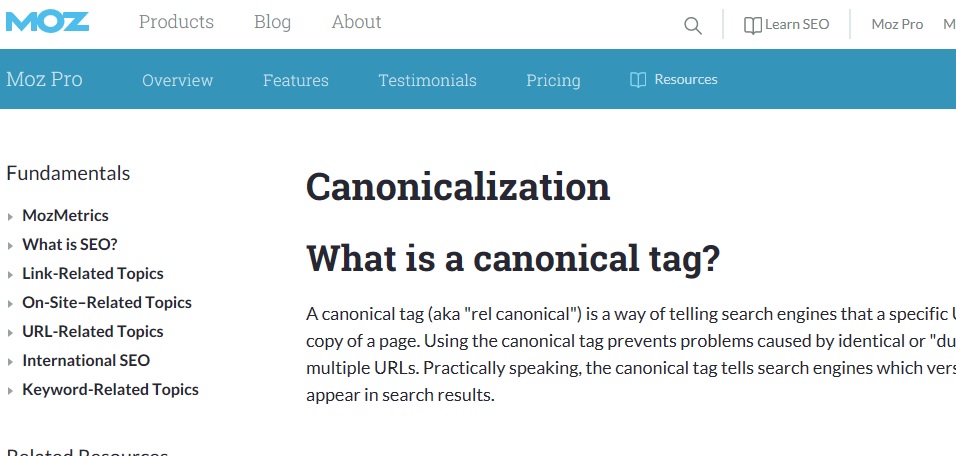 MOZ Products Blog About Learn SEO Moz Pro M
Moz Pro Overview Features Testimonials Pricing Resources
Fundamentals
MozMetrics
What is SEO?
Link-Related Topics
On-Site–Related Topics
URL-Related Topics
International SEO
Keyword-Related Topics
Related Resources
Canonicalization
What is a canonical tag?
A canonical tag (aka "rel canonical") is a way of telling search engines that a specific U
copy of a page. Using the canonical tag prevents problems caused by identical or "du
multiple URLs. Practically speaking, the canonical tag tells search engines which vers
appear in search results.